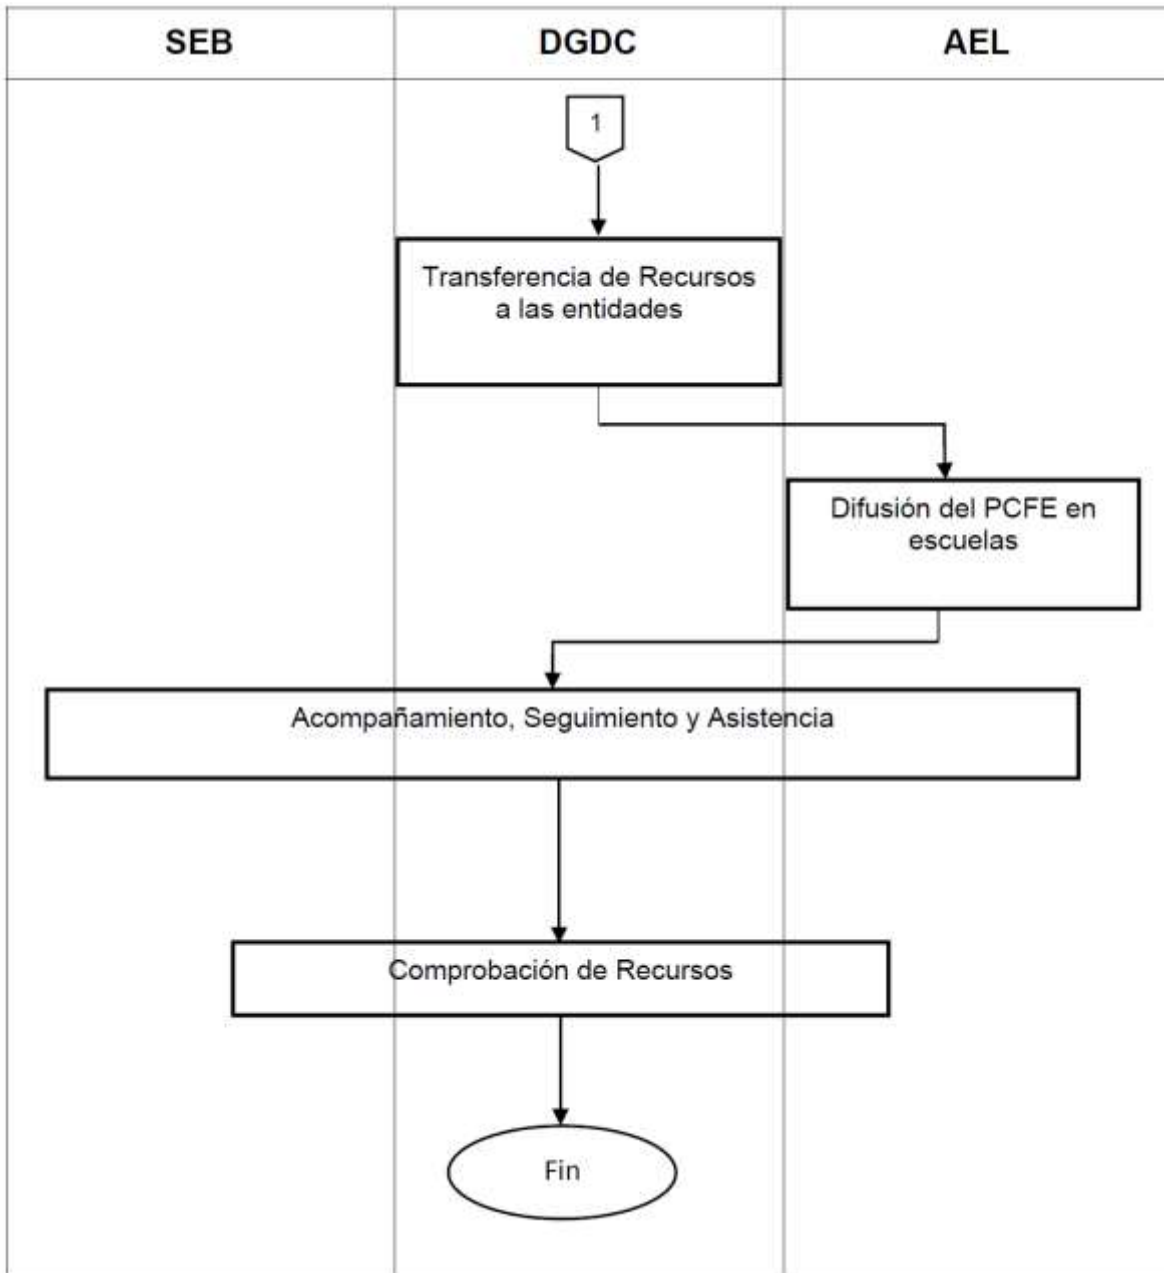 SEB
DGDC
AEL
1
Transferencia de Recursos
a las entidades
Difusión del PCFE en
escuelas
Acompañamiento, Seguimiento y Asistencia
Comprobación de Recursos
Fin